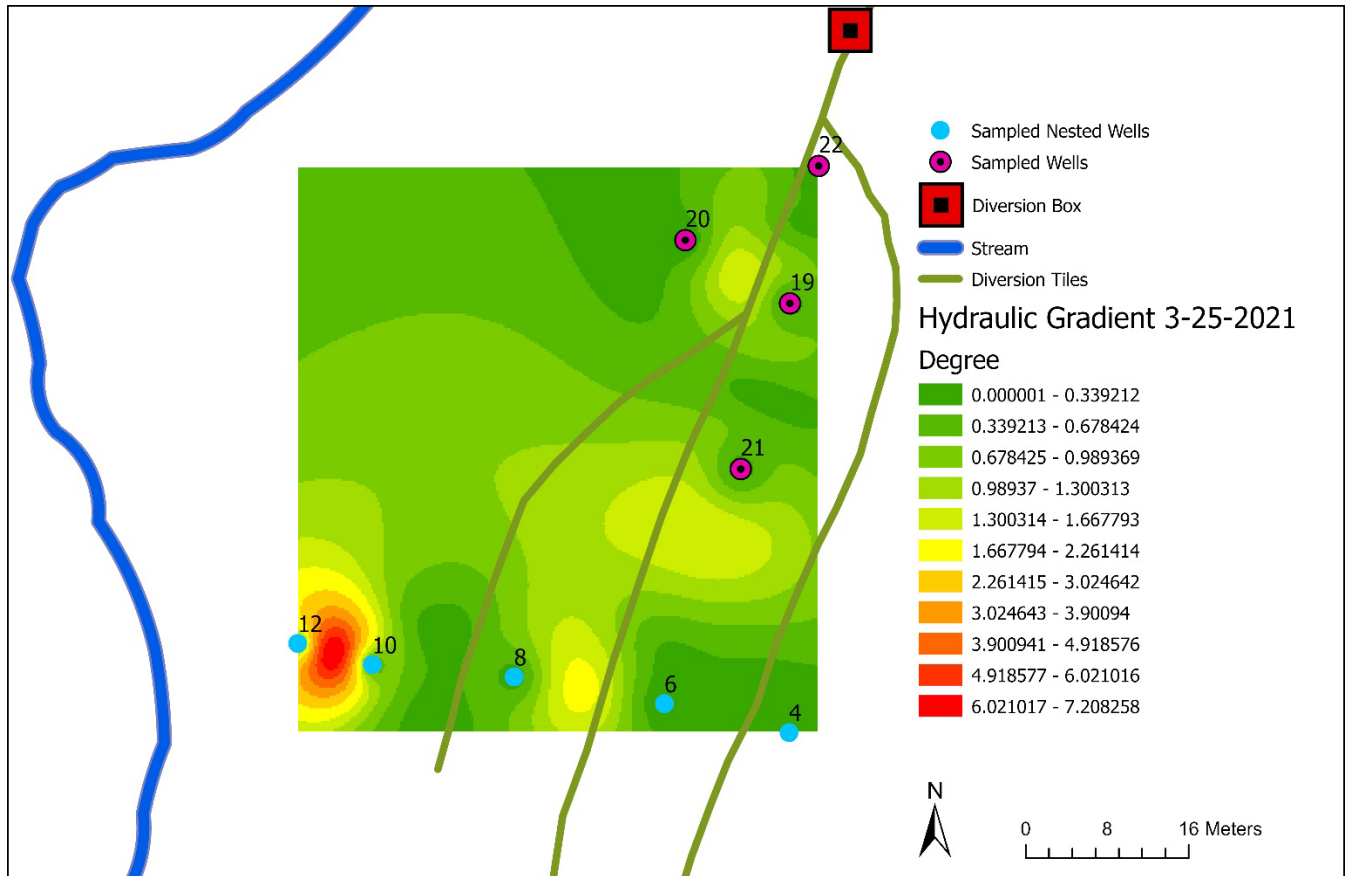 22
20
19
21
12
10
8
6
4
Sampled Nested Wells
Sampled Wells
Diversion Box
Stream
Diversion Tiles
Hydraulic Gradient 3-25-2021
Degree
0.000001 - 0.339212
0.339213 - 0.678424
0.678425 - 0.989369
0.98937 - 1.300313
1.300314 - 1.667793
1.667794 - 2.261414
2.261415 - 3.024642
3.024643 - 3.90094
3.900941 - 4.918576
4.918577 - 6.021016
6.021017 - 7.208258
N
0 8 16 Meters